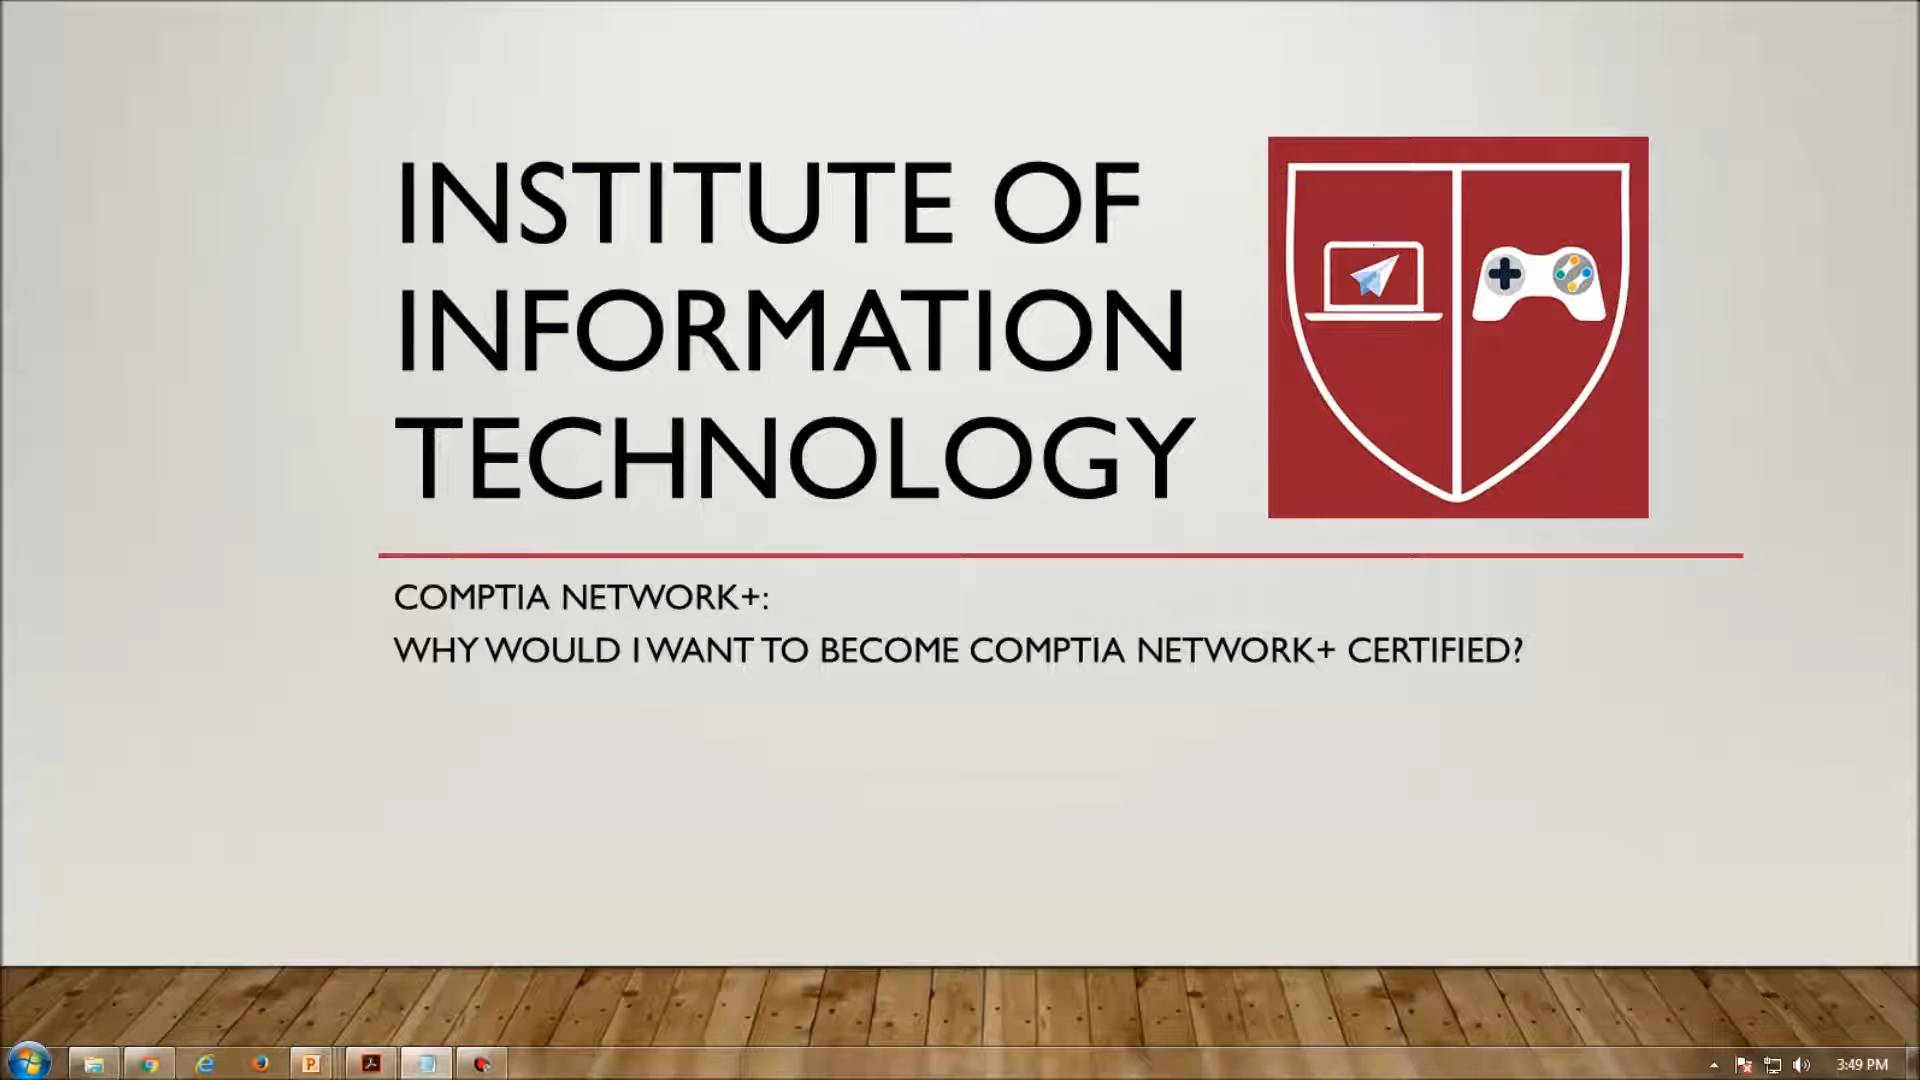 INSTITUTE OF
INFORMATION
TECHNOLOGY
COMPTIA NETWORK+:
WHY WOULD I WANT TO BECOME COMPTIA NETWORK+ CERTIFIED?
3:49 PM